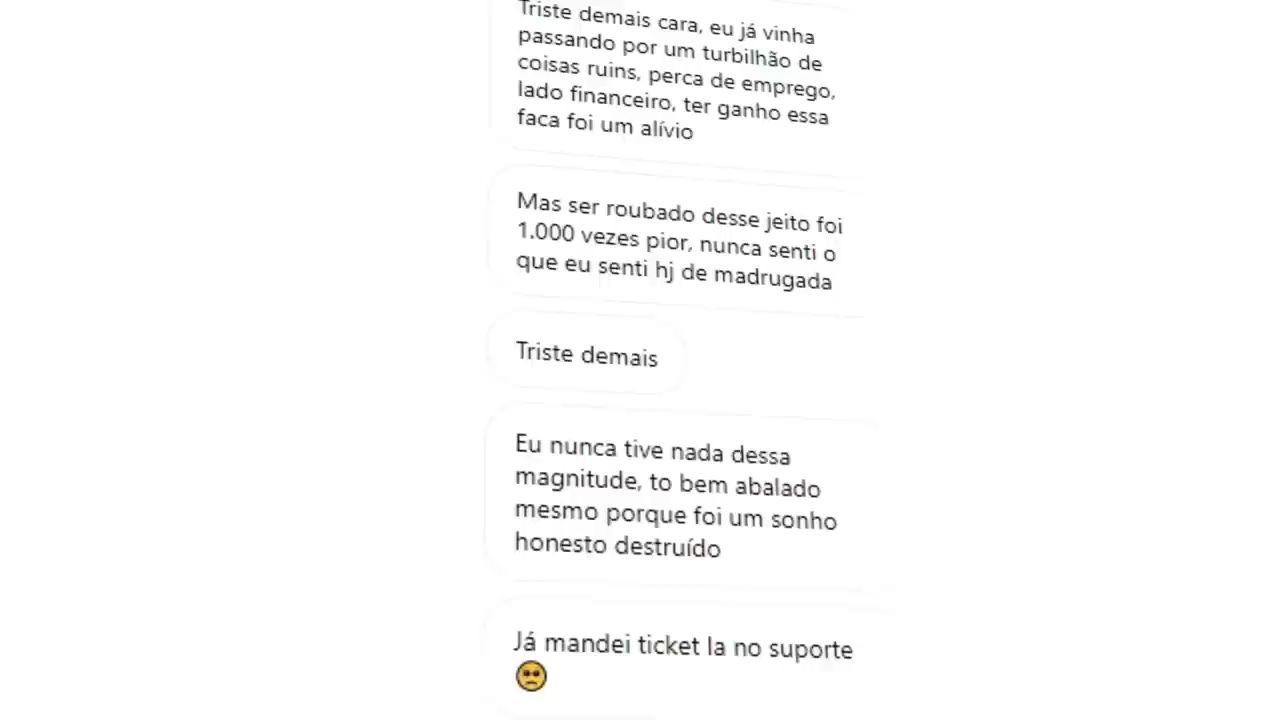 Triste demais cara, eu já vinha
passando por um turbilhão de
coisas ruins, perca de emprego,
lado financeiro, ter ganho essa
faca foi um alívio
Mas ser roubado desse jeito foi
1.000 vezes pior, nunca senti o
que eu senti hj de madrugada
Triste demais
Eu nunca tive nada dessa
magnitude, to bem abalado
mesmo porque foi um sonho
honesto destruído
Já mandei ticket la no suporte
🥺